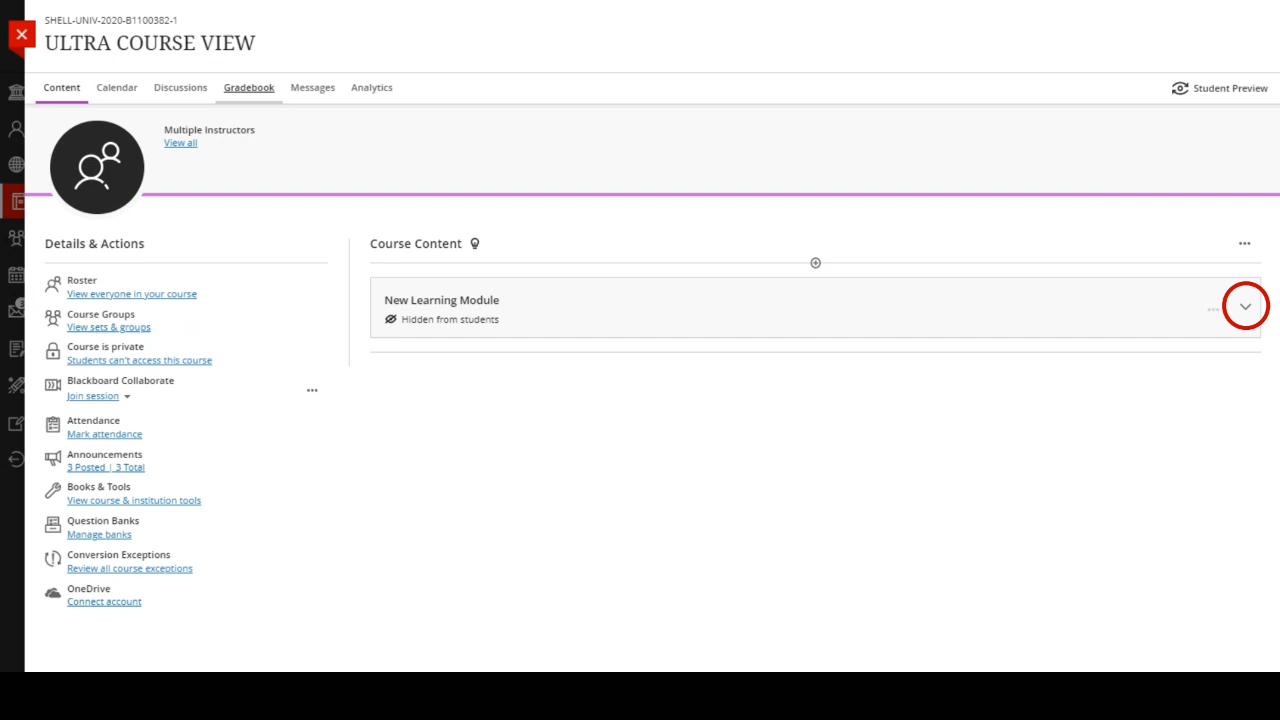 SHELL-UNIV-2020-B1100382-1
ULTRA COURSE VIEW
Content
Calendar
Discussions
Gradebook
Messages
Analytics
Student Preview
Multiple Instructors
View all
Details & Actions
Roster
View everyone in your course
Course Groups
View sets & groups
Course is private
Students can't access this course
Blackboard Collaborate
Join session
Attendance
Mark attendance
Announcements
3 Posted | 3 Total
Books & Tools
View course & institution tools
Question Banks
Manage banks
Conversion Exceptions
Review all course exceptions
OneDrive
Connect account
Course Content
New Learning Module
Hidden from students